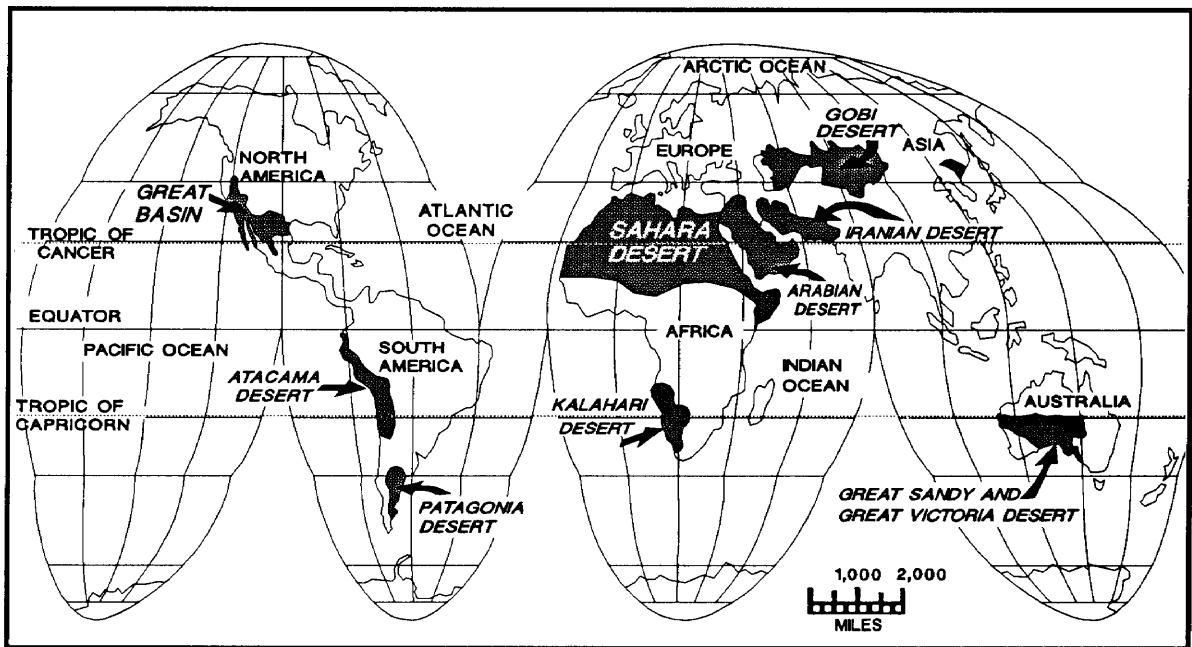 ARCTIC OCEAN
GOBI
DESERT
ASIA
EUROPE
NORTH
AMERICA
GREAT
BASIN
ATLANTIC
OCEAN
TROPIC OF
CANCER
SAHARA
DESERT
IRANIAN DESERT
ARABIAN
DESERT
EQUATOR
AFRICA
PACIFIC OCEAN
SOUTH
AMERICA
INDIAN
OCEAN
ATACAMA
DESERT
KALAHARI
DESERT
TROPIC OF
CAPRICORN
AUSTRALIA
PATAGONIA
DESERT
GREAT SANDY AND
GREAT VICTORIA DESERT
1,000 2,000
MILES